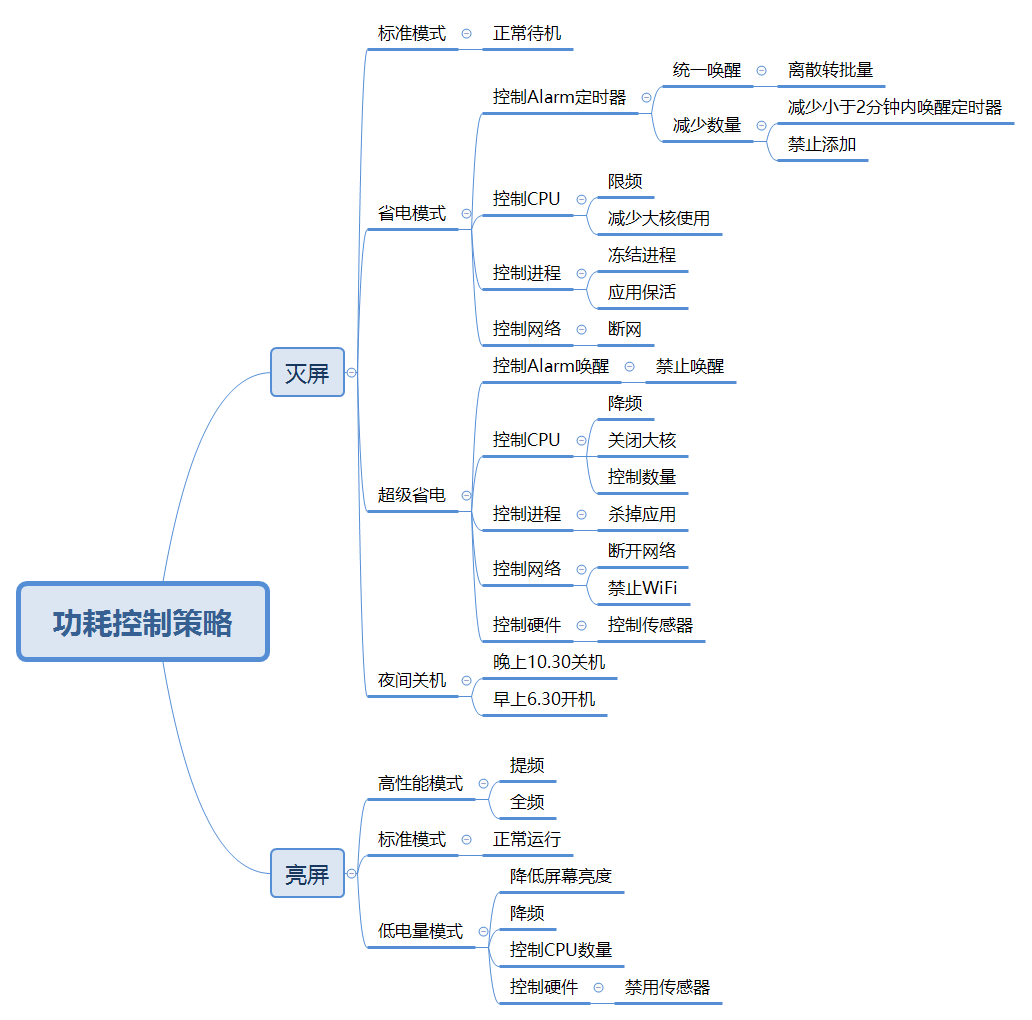 功耗控制策略
灭屏
标准模式
正常待机
省电模式
控制Alarm定时器
统一唤醒
离散转批量
减少数量
减少小于2分钟内唤醒定时器
禁止添加
控制CPU
限频
减少大核使用
控制进程
冻结进程
应用保活
控制网络
断网
超级省电
控制Alarm唤醒
禁止唤醒
控制CPU
降频
关闭大核
控制数量
控制进程
杀掉应用
控制网络
断开网络
禁止WiFi
控制硬件
控制传感器
夜间关机
晚上10.30关机
早上6.30开机
亮屏
高性能模式
提频
全频
标准模式
正常运行
低电量模式
降低屏幕亮度
降频
控制CPU数量
控制硬件
禁用传感器